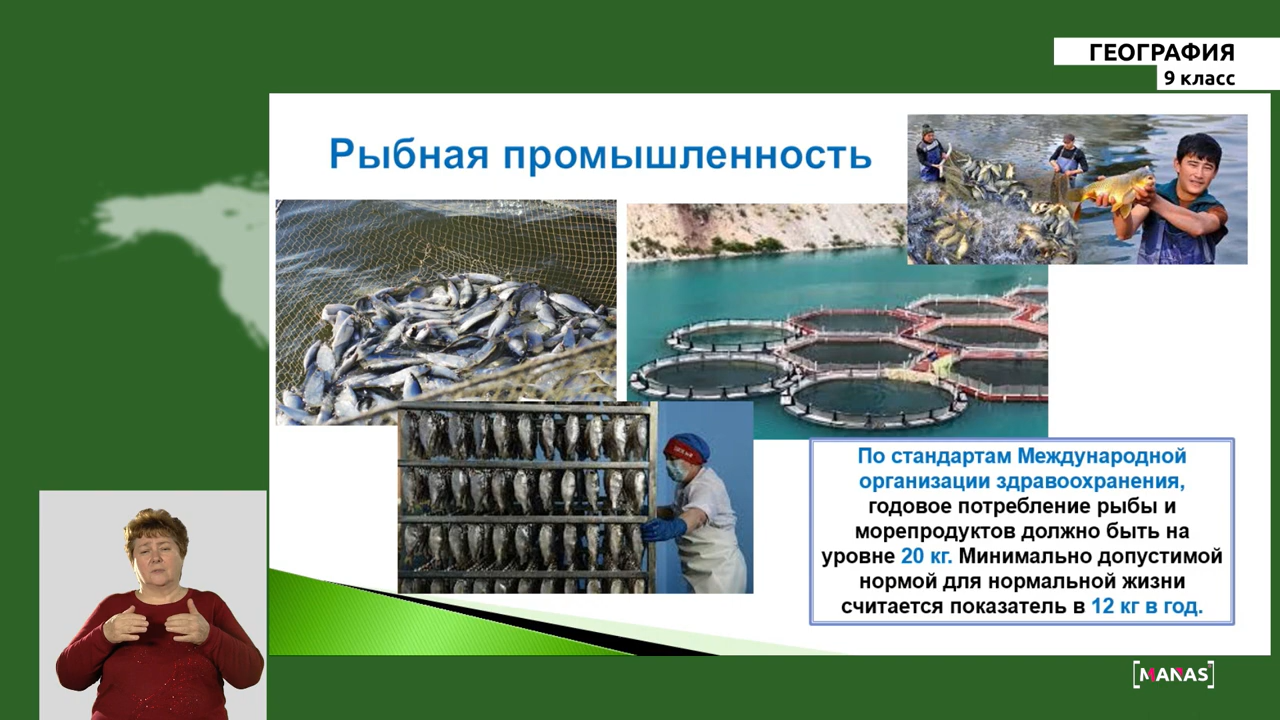 ГЕОГРАФИЯ
9 класс
Рыбная промышленность
По стандартам Международной
организации здравоохранения,
годовое потребление рыбы и
морепродуктов должно быть на
уровне 20 кг. Минимально допустимой
нормой для нормальной жизни
считается показатель в 12 кг в год.
[MANAS]